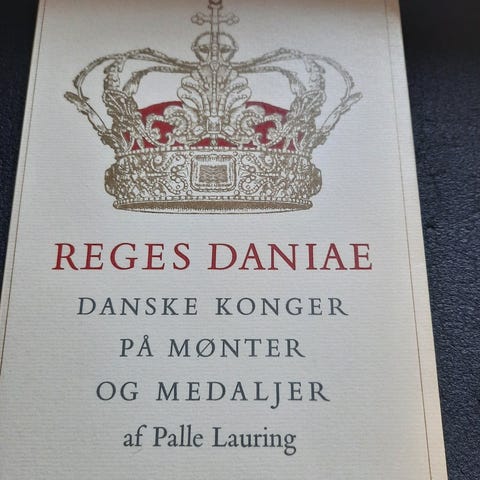 REGES DANIAE
DANSKE KONGER
PÅ MØNTER
OG MEDALJER
af Palle Lauring